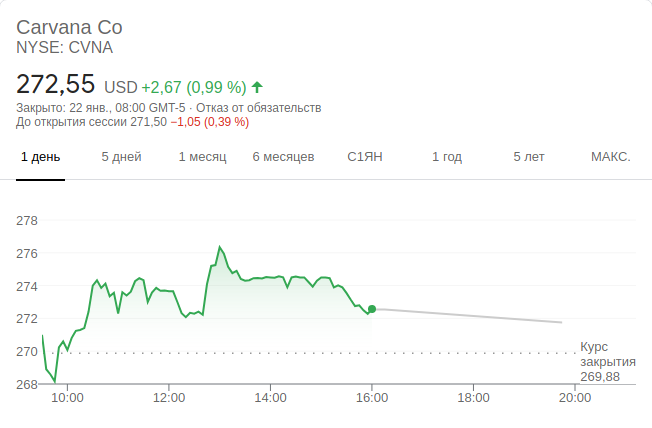 Carvana Co
NYSE: CVNA
272,55 USD +2,67 (0,99 %)
Закрыто: 22 янв., 08:00 GMT-5 · Отказ от обязательств
До открытия сессии 271,50 −1,05 (0,39 %)
1 день 5 дней 1 месяц 6 месяцев С1ЯН 1 год 5 лет МАКС.
278
276
274
272
270
268
Курс
закрытия
269,88
10:00 12:00 14:00 16:00 18:00 20:00